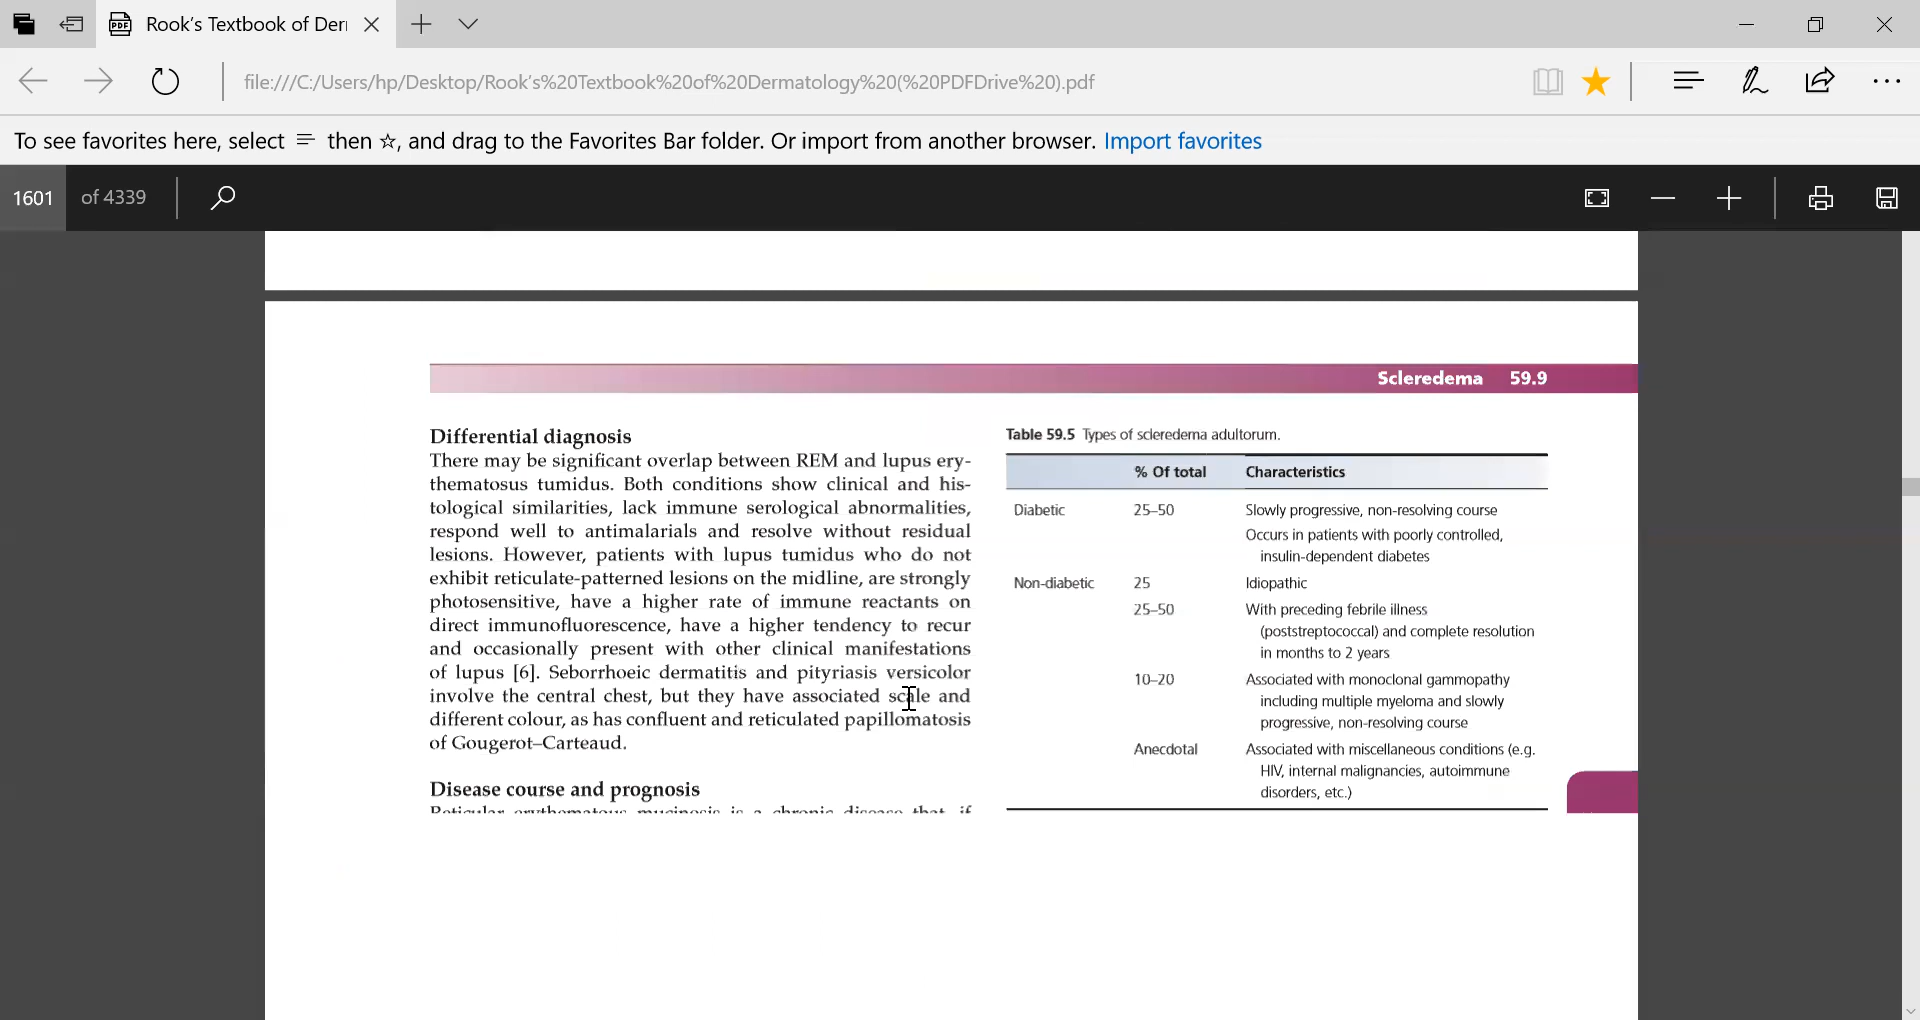 Rook's Textbook of Der
file:///C:/Users/hp/Desktop/Rook's%20Textbook%20of%20Dermatology%20(%20PDFDrive%20).pdf
To see favorites here, select then ☆, and drag to the Favorites Bar folder. Or import from another browser. Import favorites
1601 of 4339
Scleredema 59.9
Differential diagnosis
There may be significant overlap between REM and lupus ery-
thematosus tumidus. Both conditions show clinical and his-
tological similarities, lack immune serological abnormalities,
respond well to antimalarials and resolve without residual
lesions. However, patients with lupus tumidus who do not
exhibit reticulate-patterned lesions on the midline, are strongly
photosensitive, have a higher rate of immune reactants on
direct immunofluorescence, have a higher tendency to recur
and occasionally present with other clinical manifestations
of lupus [6]. Seborrhoeic dermatitis and pityriasis versicolor
involve the central chest, but they have associated scale and
different colour, as has confluent and reticulated papillomatosis
of Gougerot–Carteaud.
Disease course and prognosis
Reticular erythematous mucinosis is a chronic disease that, if
Table 59.5 Types of scleredema adultorum.
% Of total Characteristics
Diabetic 25–50 Slowly progressive, non-resolving course
Occurs in patients with poorly controlled,
insulin-dependent diabetes
Non-diabetic 25 Idiopathic
25–50 With preceding febrile illness
(poststreptococcal) and complete resolution
in months to 2 years
10–20 Associated with monoclonal gammopathy
including multiple myeloma and slowly
progressive, non-resolving course
Anecdotal Associated with miscellaneous conditions (e.g.
HIV, internal malignancies, autoimmune
disorders, etc.)